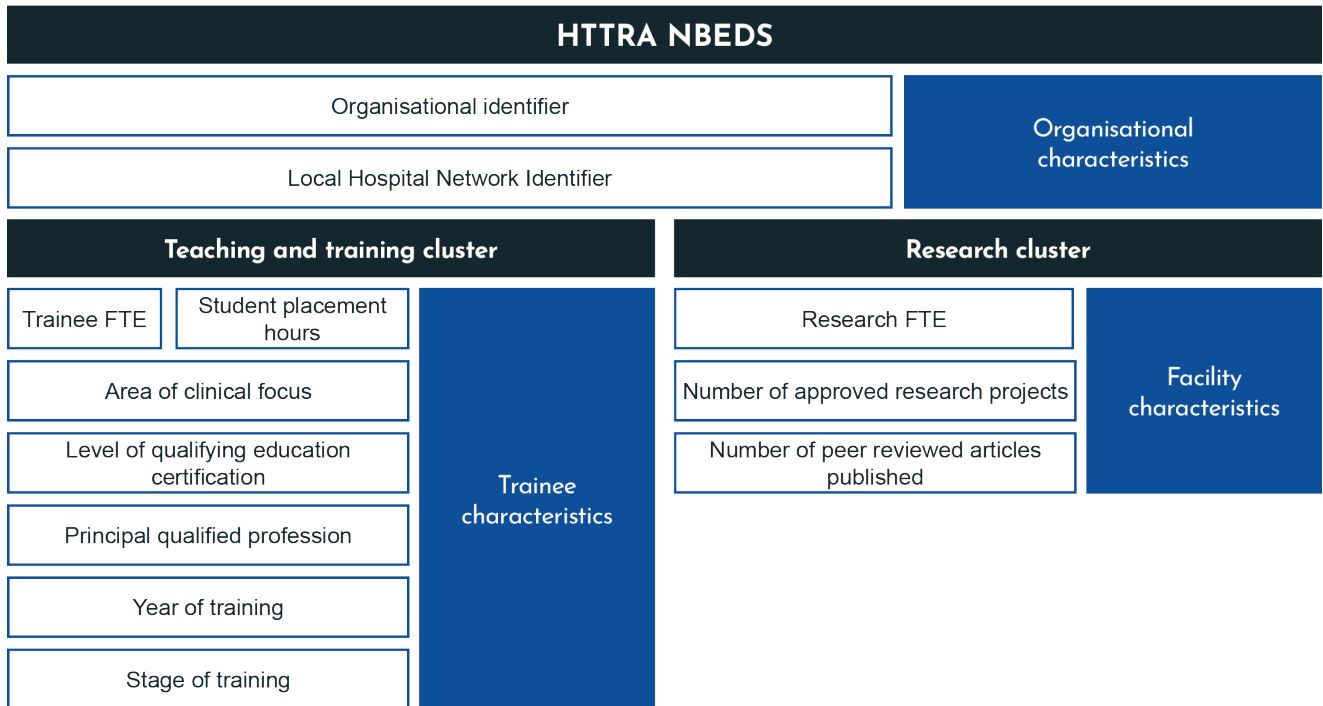 HTTRA NBEDS
Organisational identifier
Local Hospital Network Identifier
Organisational
characteristics
Teaching and training cluster
Trainee FTE
Student placement
hours
Area of clinical focus
Level of qualifying education
certification
Principal qualified profession
Year of training
Stage of training
Trainee
characteristics
Research cluster
Research FTE
Number of approved research projects
Number of peer reviewed articles
published
Facility
characteristics